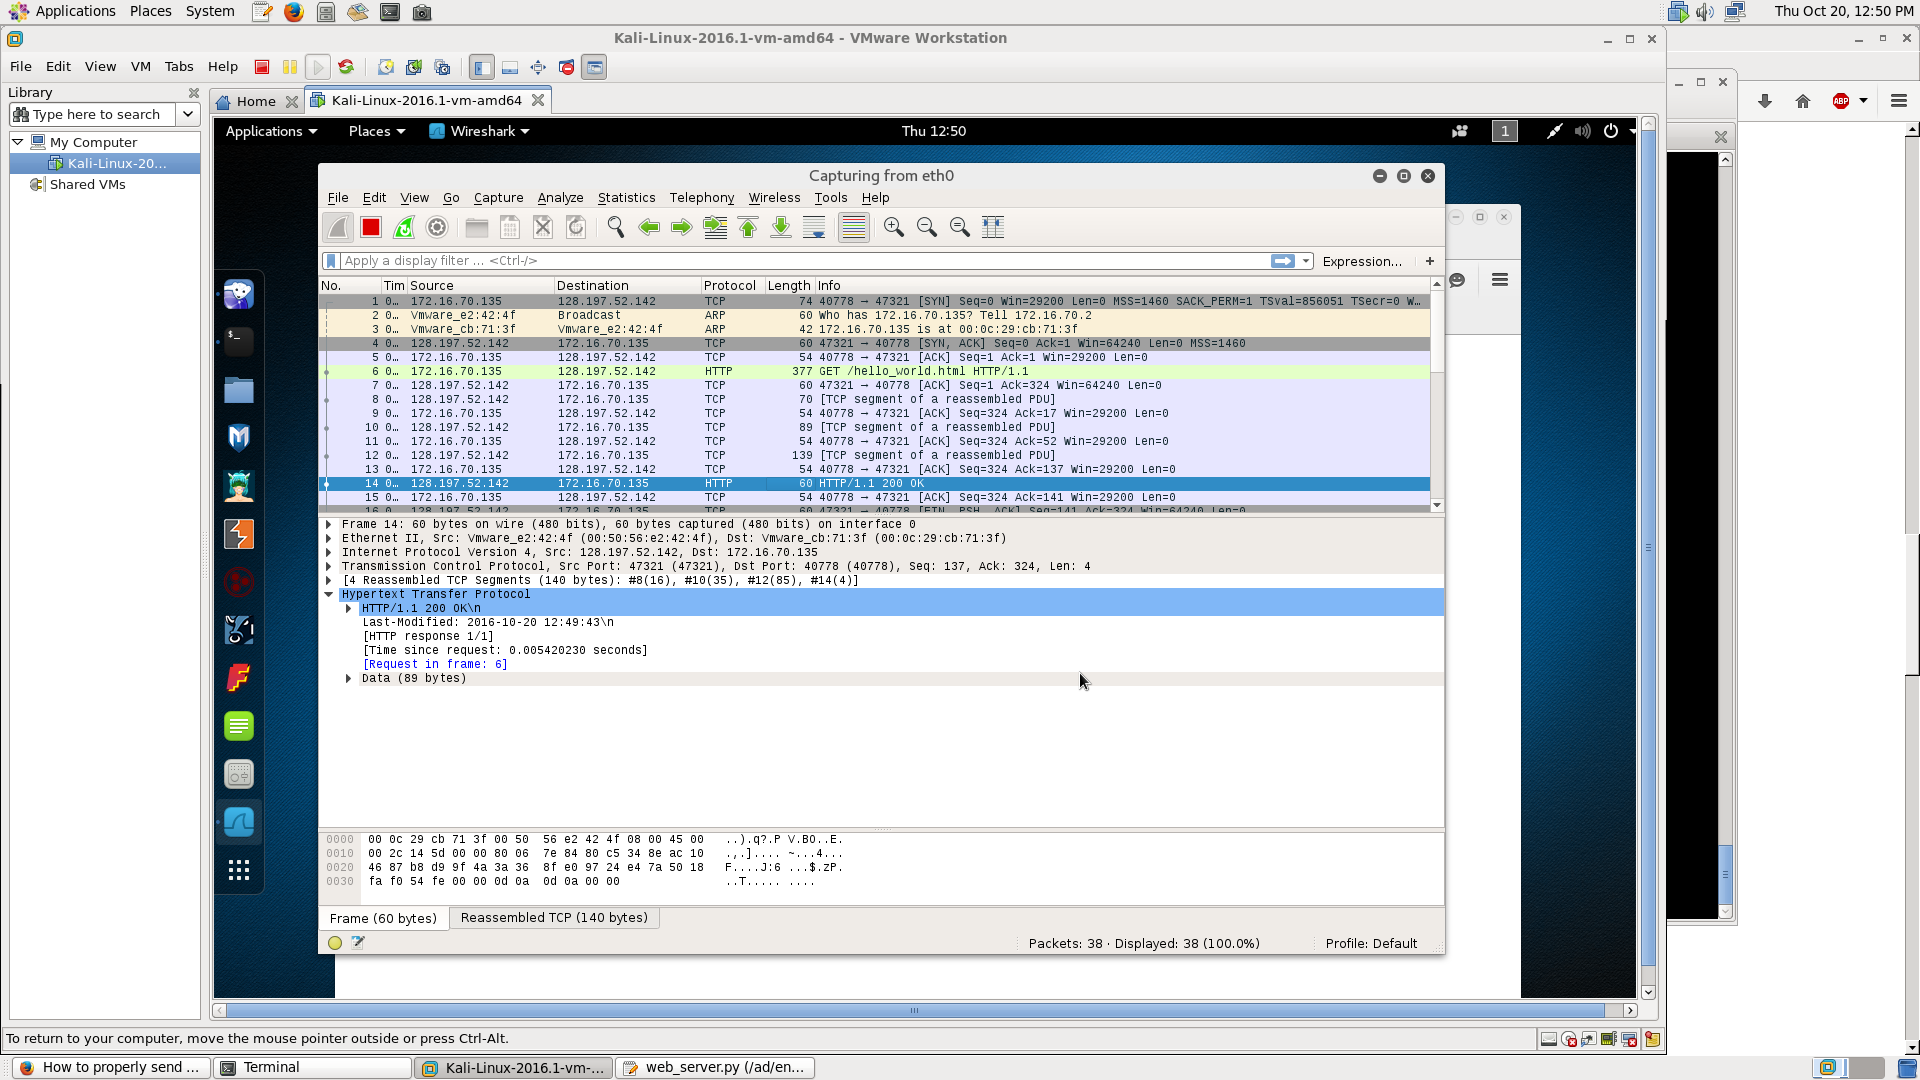 Applications Places System Thu Oct 20, 12:50 PM
Kali-Linux-2016.1-vm-amd64 - VMware Workstation
File Edit View VM Tabs Help
Library
Type here to search
Home Kali-Linux-2016.1-vm-amd64
ABP
My Computer
Kali-Linux-20...
Shared VMs
Applications Places Wireshark Thu 12:50 1
Capturing from eth0
File Edit View Go Capture Analyze Statistics Telephony Wireless Tools Help
Apply a display filter ... <Ctrl-/> Expression... +
No. Tim Source Destination Protocol Length Info
1 0... 172.16.70.135 128.197.52.142 TCP 74 40778 → 47321 [SYN] Seq=0 Win=29200 Len=0 MSS=1460 SACK_PERM=1 TSval=856051 TSecr=0 W...
2 0... Vmware_e2:42:4f Broadcast ARP 60 Who has 172.16.70.135? Tell 172.16.70.2
3 0... Vmware_cb:71:3f Vmware_e2:42:4f ARP 42 172.16.70.135 is at 00:0c:29:cb:71:3f
4 0... 128.197.52.142 172.16.70.135 TCP 60 47321 → 40778 [SYN, ACK] Seq=0 Ack=1 Win=64240 Len=0 MSS=1460
5 0... 172.16.70.135 128.197.52.142 TCP 54 40778 → 47321 [ACK] Seq=1 Ack=1 Win=29200 Len=0
6 0... 172.16.70.135 128.197.52.142 HTTP 377 GET /hello_world.html HTTP/1.1
7 0... 128.197.52.142 172.16.70.135 TCP 60 47321 → 40778 [ACK] Seq=1 Ack=324 Win=64240 Len=0
8 0... 128.197.52.142 172.16.70.135 TCP 70 [TCP segment of a reassembled PDU]
9 0... 172.16.70.135 128.197.52.142 TCP 54 40778 → 47321 [ACK] Seq=324 Ack=17 Win=29200 Len=0
10 0... 128.197.52.142 172.16.70.135 TCP 89 [TCP segment of a reassembled PDU]
11 0... 172.16.70.135 128.197.52.142 TCP 54 40778 → 47321 [ACK] Seq=324 Ack=52 Win=29200 Len=0
12 0... 128.197.52.142 172.16.70.135 TCP 139 [TCP segment of a reassembled PDU]
13 0... 172.16.70.135 128.197.52.142 TCP 54 40778 → 47321 [ACK] Seq=324 Ack=137 Win=29200 Len=0
14 0... 128.197.52.142 172.16.70.135 HTTP 60 HTTP/1.1 200 OK
15 0... 172.16.70.135 128.197.52.142 TCP 54 40778 → 47321 [ACK] Seq=324 Ack=141 Win=29200 Len=0
16 0... 128.197.52.142 172.16.70.135 TCP 60 47321 → 40778 [FIN, PSH, ACK] Seq=141 Ack=324 Win=64240 Len=0
Frame 14: 60 bytes on wire (480 bits), 60 bytes captured (480 bits) on interface 0
Ethernet II, Src: Vmware_e2:42:4f (00:50:56:e2:42:4f), Dst: Vmware_cb:71:3f (00:0c:29:cb:71:3f)
Internet Protocol Version 4, Src: 128.197.52.142, Dst: 172.16.70.135
Transmission Control Protocol, Src Port: 47321 (47321), Dst Port: 40778 (40778), Seq: 137, Ack: 324, Len: 4
[4 Reassembled TCP Segments (140 bytes): #8(16), #10(35), #12(85), #14(4)]
Hypertext Transfer Protocol
HTTP/1.1 200 OK\n
Last-Modified: 2016-10-20 12:49:43\n
[HTTP response 1/1]
[Time since request: 0.005420230 seconds]
[Request in frame: 6]
Data (89 bytes)
0000 00 0c 29 cb 71 3f 00 50 56 e2 42 4f 08 00 45 00 ..).q?.P V.BO..E.
0010 00 2c 14 5d 00 00 80 06 7e 84 80 c5 34 8e ac 10 .,.].... ~...4...
0020 46 87 b8 d9 9f 4a 3a 36 8f e0 97 24 e4 7a 50 18 F....J:6 ...$.zP.
0030 fa f0 54 fe 00 00 0d 0a 0d 0a 00 00 ..T..... ....
Frame (60 bytes) Reassembled TCP (140 bytes)
Packets: 38 · Displayed: 38 (100.0%) Profile: Default
To return to your computer, move the mouse pointer outside or press Ctrl-Alt.
How to properly send ... Terminal Kali-Linux-2016.1-vm-... web_server.py (/ad/en...